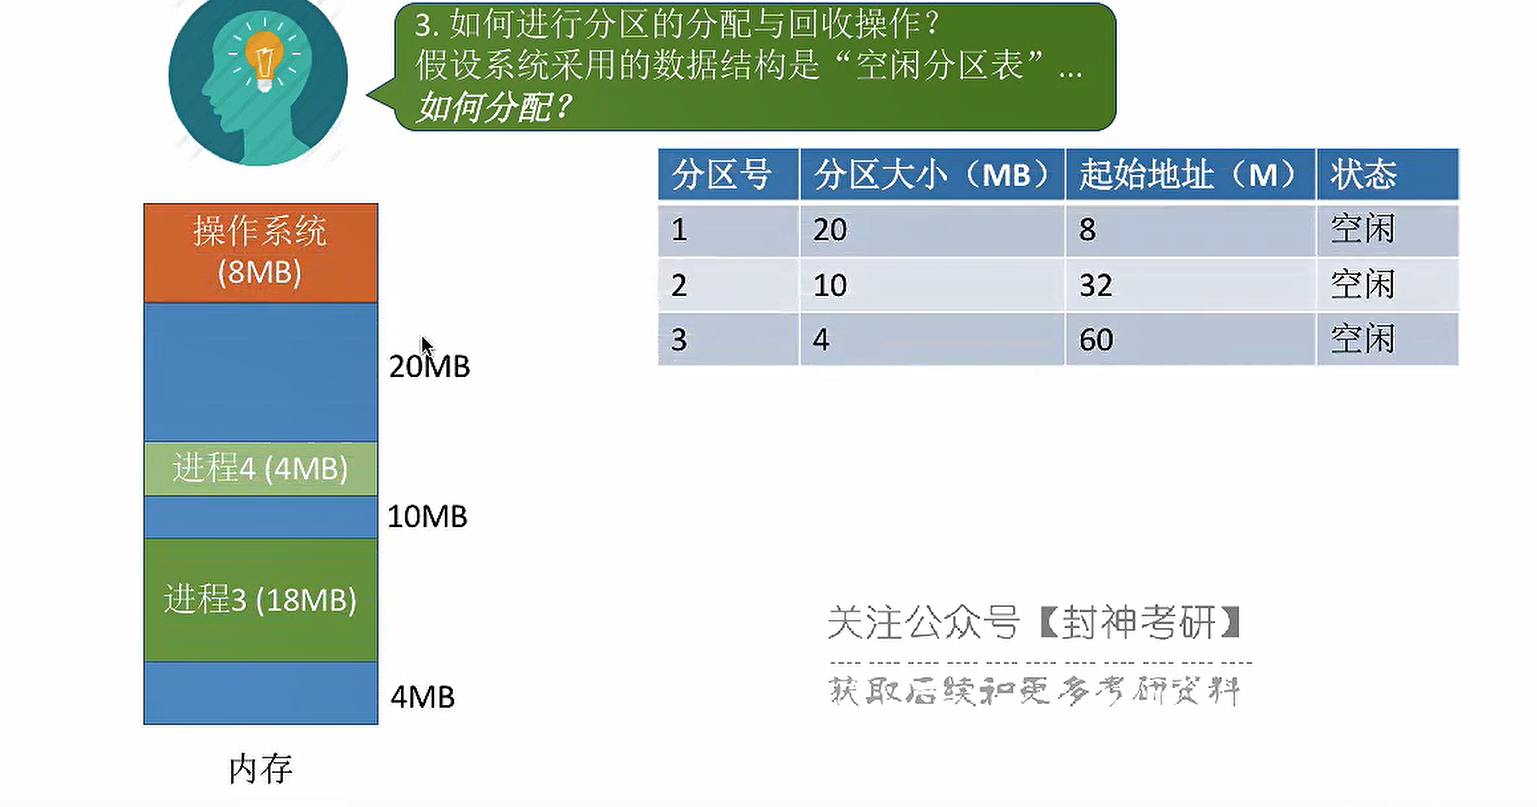 3. 如何进行分区的分配与回收操作？
假设系统采用的数据结构是“空闲分区表”...
如何分配？
分区号 分区大小（MB） 起始地址（M） 状态
1 20 8 空闲
2 10 32 空闲
3 4 60 空闲
操作系统
(8MB)
20MB
进程4 (4MB)
10MB
进程3 (18MB)
4MB
内存
关注公众号【封神考研】
获取后续和更多考研资料